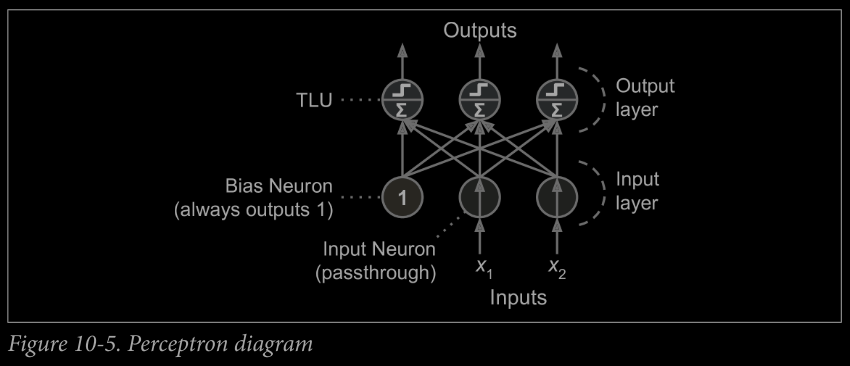 Outputs
TLU
Σ Σ Σ
Output
layer
Bias Neuron
(always outputs 1)
1
Input
layer
Input Neuron
(passthrough)
x₁ x₂
Inputs
Figure 10-5. Perceptron diagram